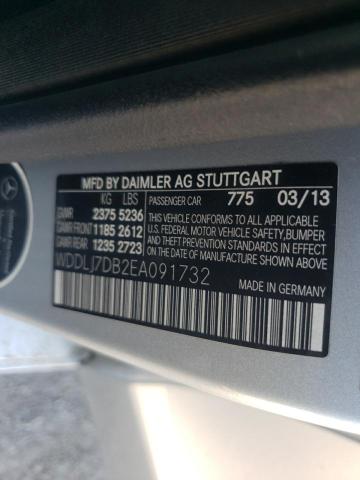 MFD BY DAIMLER AG STUTTGART
KG LBS
GVWR 2375 5236
GAWR FRONT 1185 2612
GAWR REAR 1235 2723
PASSENGER CAR 775 03/13
THIS VEHICLE CONFORMS TO ALL APPLICABLE
U.S. FEDERAL MOTOR VEHICLE SAFETY, BUMPER
AND THEFT PREVENTION STANDARDS IN EFFECT
ON THE DATE OF MANUFACTURE SHOWN ABOVE.
WDDLJ7DB2EA091732
MADE IN GERMANY